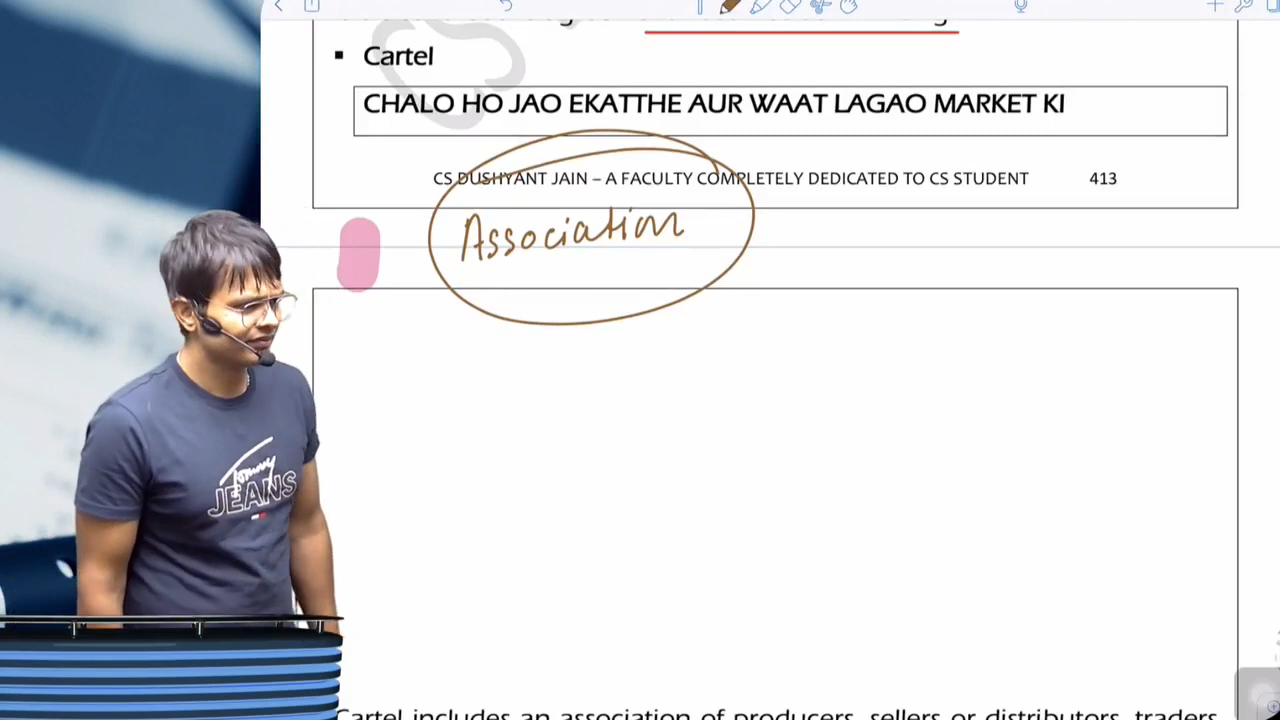 Cartel
CHALO HO JAO EKATTHE AUR WAAT LAGAO MARKET KI
CS DUSHYANT JAIN – A FACULTY COMPLETELY DEDICATED TO CS STUDENT 413
Association
Tommy
JEANS
Cartel includes an association of producers, sellers or distributors, traders